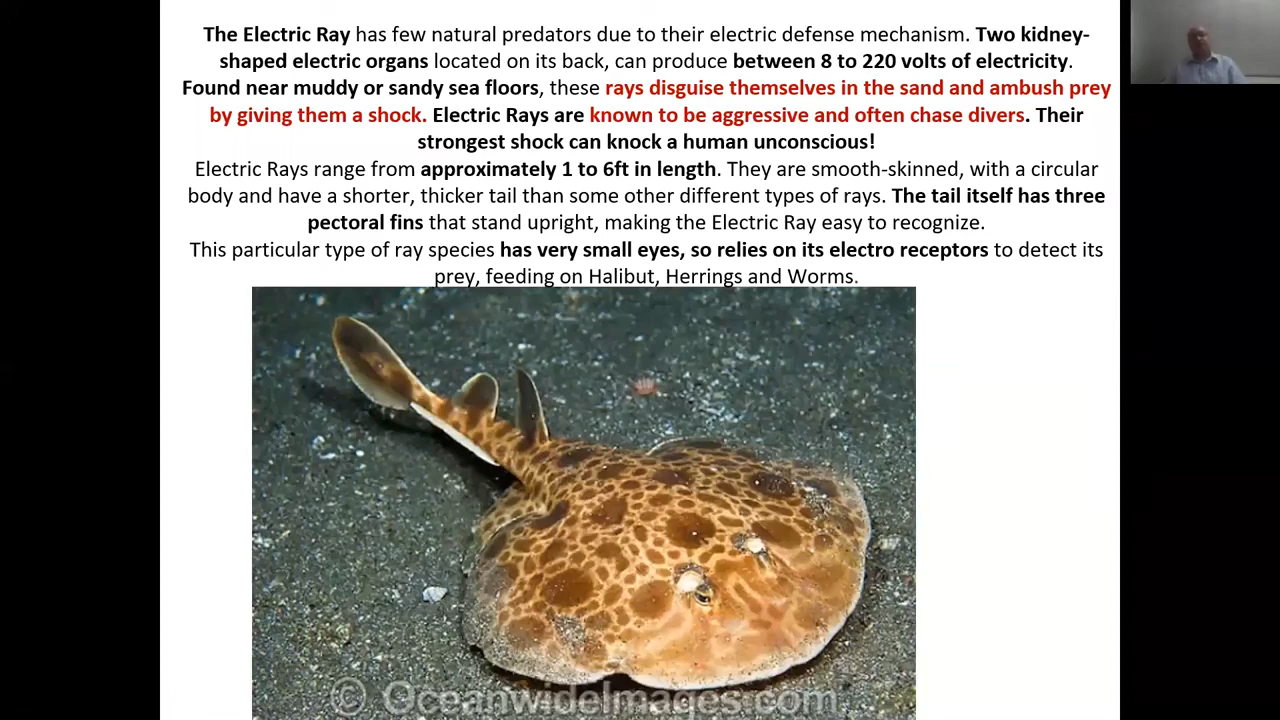 The Electric Ray has few natural predators due to their electric defense mechanism. Two kidney-
shaped electric organs located on its back, can produce between 8 to 220 volts of electricity.
Found near muddy or sandy sea floors, these rays disguise themselves in the sand and ambush prey
by giving them a shock. Electric Rays are known to be aggressive and often chase divers. Their
strongest shock can knock a human unconscious!
Electric Rays range from approximately 1 to 6ft in length. They are smooth-skinned, with a circular
body and have a shorter, thicker tail than some other different types of rays. The tail itself has three
pectoral fins that stand upright, making the Electric Ray easy to recognize.
This particular type of ray species has very small eyes, so relies on its electro receptors to detect its
prey, feeding on Halibut, Herrings and Worms.
© OceanwideImages.com